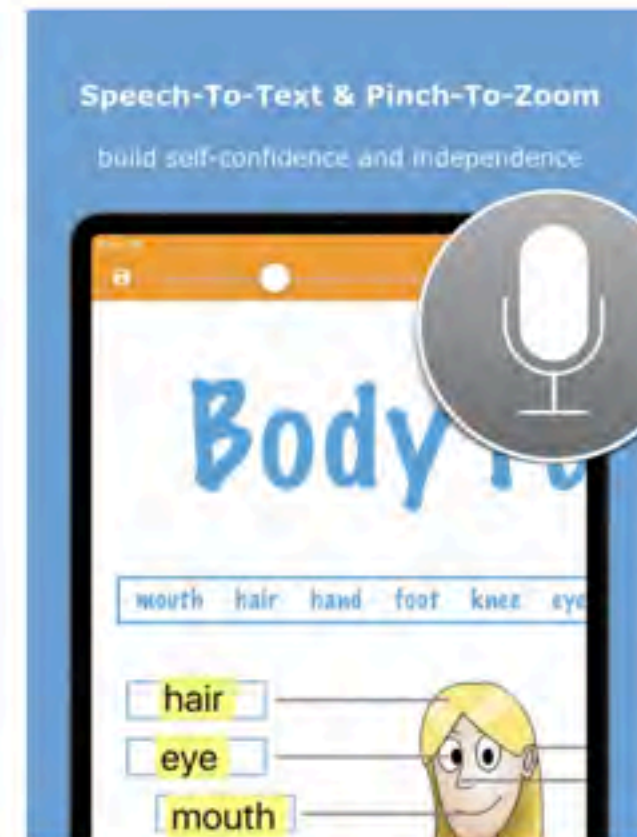 Speech-To-Text & Pinch-To-Zoom
build self-confidence and independence
Body
mouth hair hand foot knee eye
hair
eye
mouth